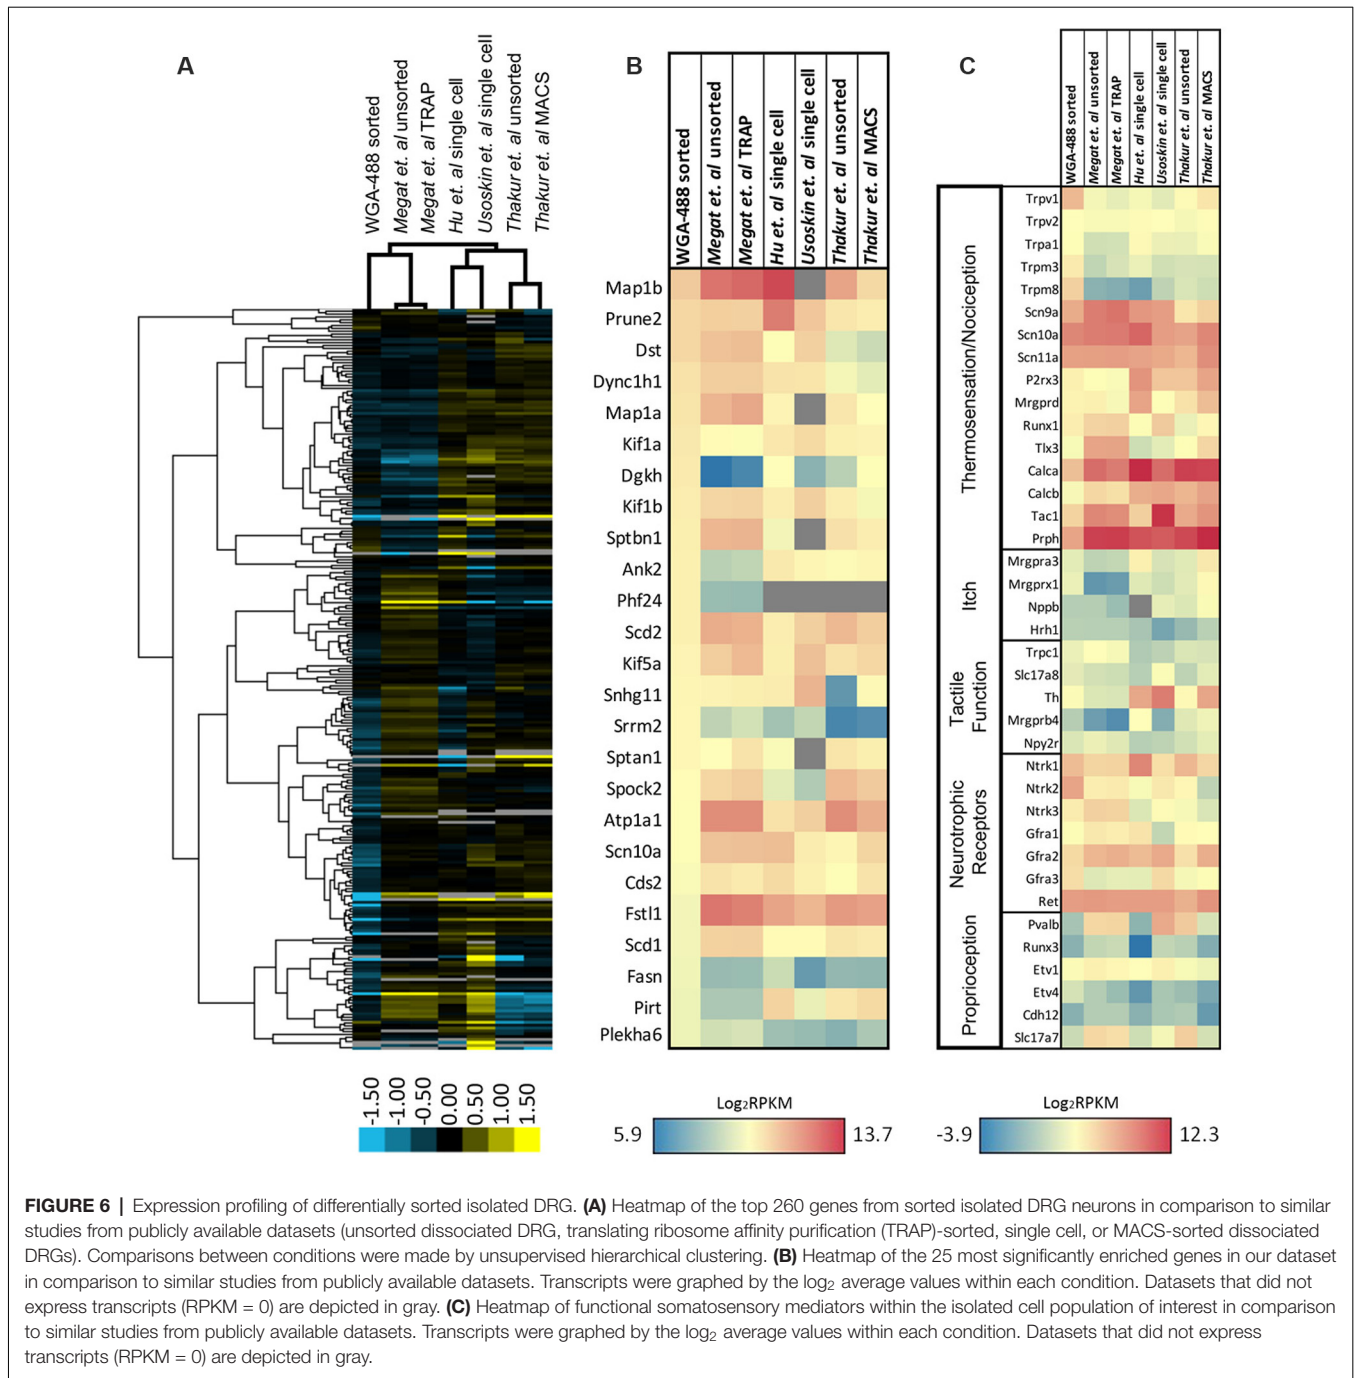 A
WGA-488 sorted
Megat et. al unsorted
Megat et. al TRAP
Hu et. al single cell
Usoskin et. al single cell
Thakur et. al unsorted
Thakur et. al MACS
-1.50
-1.00
-0.50
0.00
0.50
1.00
1.50
B
WGA-488 sorted
Megat et. al unsorted
Megat et. al TRAP
Hu et. al single cell
Usoskin et. al single cell
Thakur et. al unsorted
Thakur et. al MACS
Map1b
Prune2
Dst
Dync1h1
Map1a
Kif1a
Dgkh
Kif1b
Sptbn1
Ank2
Phf24
Scd2
Kif5a
Snhg11
Srrm2
Sptan1
Spock2
Atp1a1
Scn10a
Cds2
Fstl1
Scd1
Fasn
Pirt
Plekha6
Log₂RPKM
5.9
13.7
C
WGA-488 sorted
Megat et. al unsorted
Megat et. al TRAP
Hu et. al single cell
Usoskin et. al single cell
Thakur et. al unsorted
Thakur et. al MACS
Thermosensation/Nociception
Trpv1
Trpv2
Trpa1
Trpm3
Trpm8
Scn9a
Scn10a
Scn11a
P2rx3
Mrgprd
Runx1
Tlx3
Calca
Calcb
Tac1
Prph
Itch
Mrgpra3
Mrgprx1
Nppb
Hrh1
Tactile
Function
Trpc1
Slc17a8
Th
Mrgprb4
Npy2r
Neurotrophic
Receptors
Ntrk1
Ntrk2
Ntrk3
Gfra1
Gfra2
Gfra3
Ret
Proprioception
Pvalb
Runx3
Etv1
Etv4
Cdh12
Slc17a7
Log₂RPKM
-3.9
12.3
FIGURE 6 | Expression profiling of differentially sorted isolated DRG. (A) Heatmap of the top 260 genes from sorted isolated DRG neurons in comparison to similar
studies from publicly available datasets (unsorted dissociated DRG, translating ribosome affinity purification (TRAP)-sorted, single cell, or MACS-sorted dissociated
DRGs). Comparisons between conditions were made by unsupervised hierarchical clustering. (B) Heatmap of the 25 most significantly enriched genes in our dataset
in comparison to similar studies from publicly available datasets. Transcripts were graphed by the log₂ average values within each condition. Datasets that did not
express transcripts (RPKM = 0) are depicted in gray. (C) Heatmap of functional somatosensory mediators within the isolated cell population of interest in comparison
to similar studies from publicly available datasets. Transcripts were graphed by the log₂ average values within each condition. Datasets that did not express
transcripts (RPKM = 0) are depicted in gray.